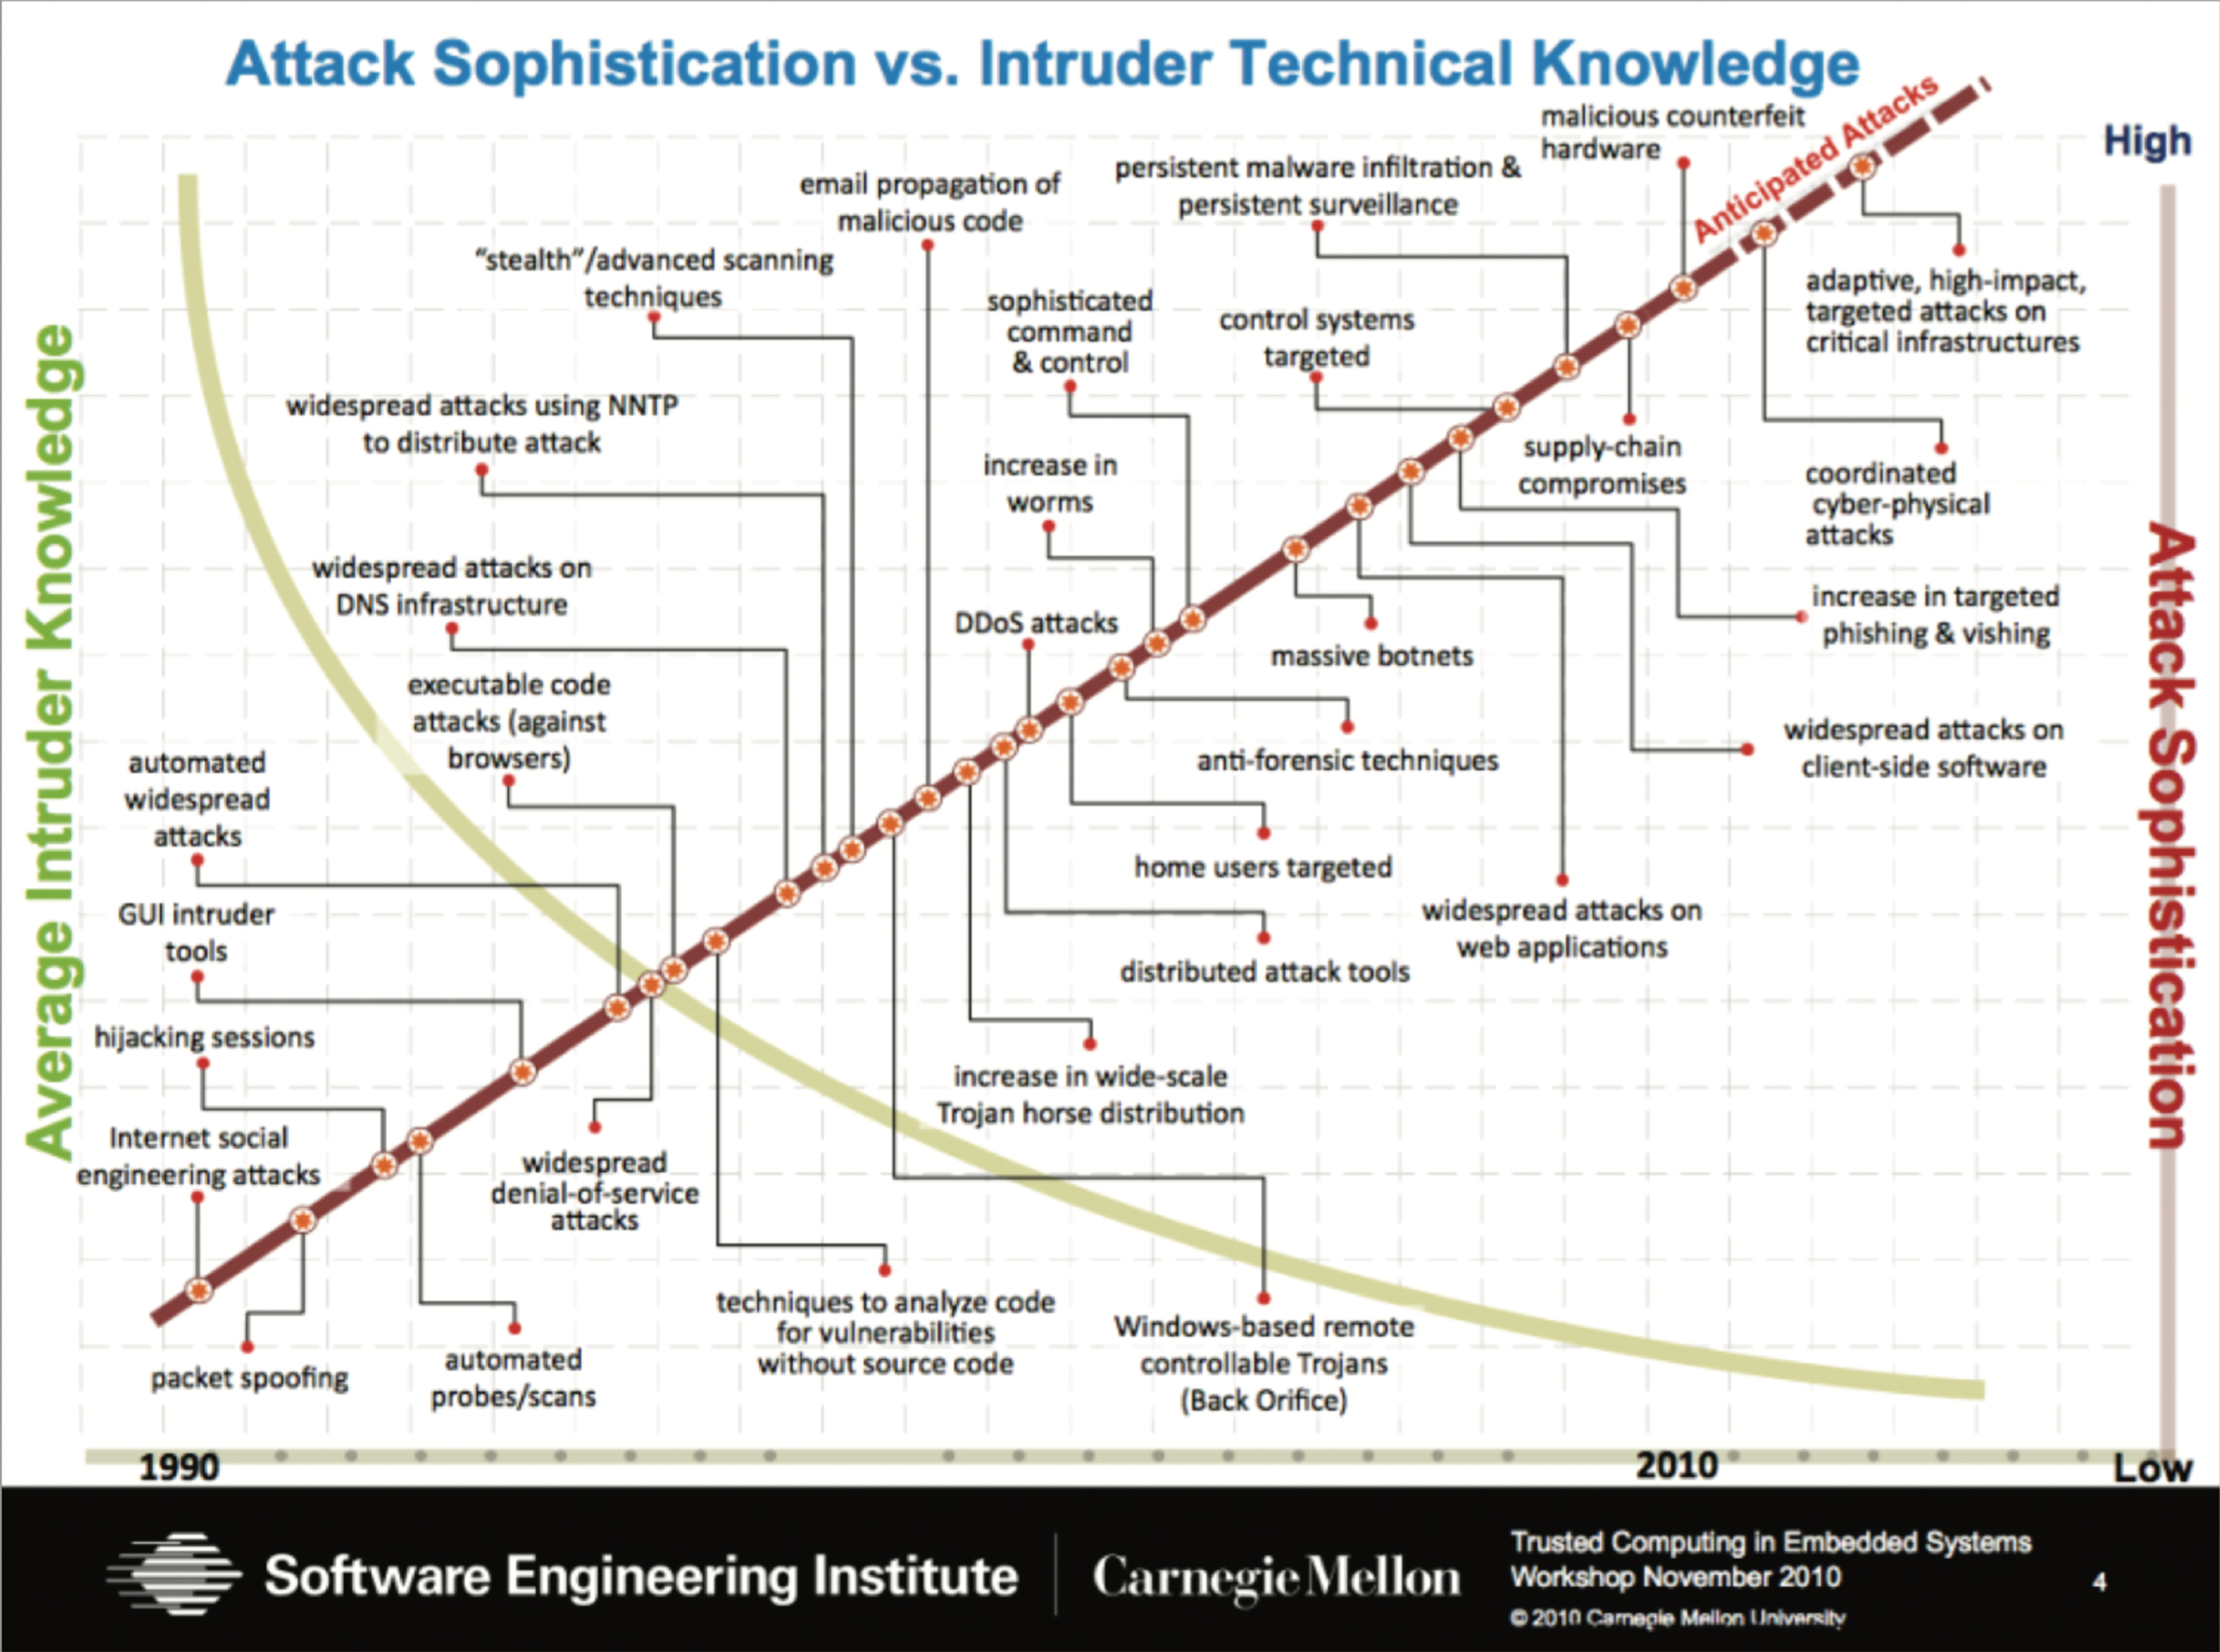 Attack Sophistication vs. Intruder Technical Knowledge
High
Average Intruder Knowledge
Attack Sophistication
Anticipated Attacks
malicious counterfeit
hardware
persistent malware infiltration &
persistent surveillance
email propagation of
malicious code
"stealth"/advanced scanning
techniques
sophisticated
command
& control
control systems
targeted
adaptive, high-impact,
targeted attacks on
critical infrastructures
widespread attacks using NNTP
to distribute attack
increase in
worms
supply-chain
compromises
coordinated
cyber-physical
attacks
widespread attacks on
DNS infrastructure
DDoS attacks
massive botnets
increase in targeted
phishing & vishing
executable code
attacks (against
browsers)
anti-forensic techniques
widespread attacks on
client-side software
automated
widespread
attacks
home users targeted
widespread attacks on
web applications
GUI intruder
tools
distributed attack tools
hijacking sessions
increase in wide-scale
Trojan horse distribution
Internet social
engineering attacks
widespread
denial-of-service
attacks
techniques to analyze code
for vulnerabilities
without source code
Windows-based remote
controllable Trojans
(Back Orifice)
packet spoofing
automated
probes/scans
1990
2010
Low
Software Engineering Institute
Carnegie Mellon
Trusted Computing in Embedded Systems
Workshop November 2010
© 2010 Carnegie Mellon University
4